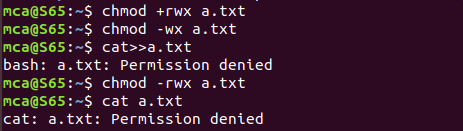 mca@S65:~$ chmod +rwx a.txt
mca@S65:~$ chmod -wx a.txt
mca@S65:~$ cat>>a.txt
bash: a.txt: Permission denied
mca@S65:~$ chmod -rwx a.txt
mca@S65:~$ cat a.txt
cat: a.txt: Permission denied